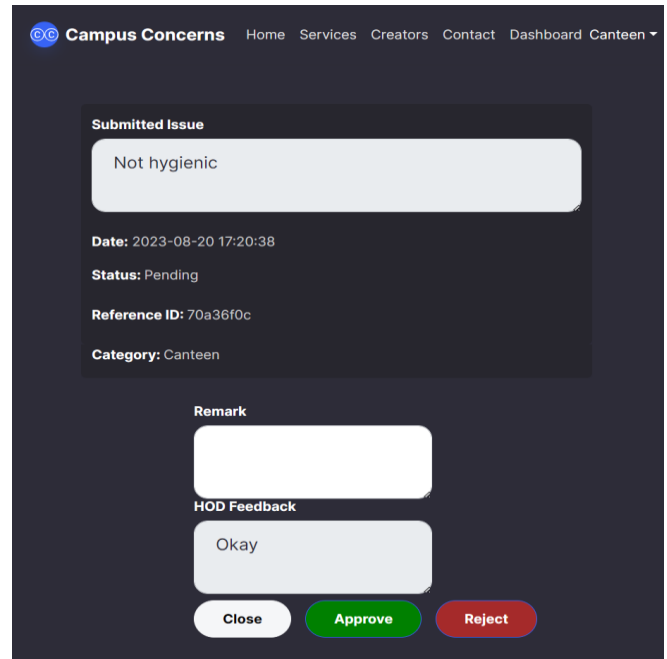 CC Campus Concerns Home Services Creators Contact Dashboard Canteen
Submitted Issue
Not hygienic
Date: 2023-08-20 17:20:38
Status: Pending
Reference ID: 70a36f0c
Category: Canteen
Remark
HOD Feedback
Okay
Close Approve Reject